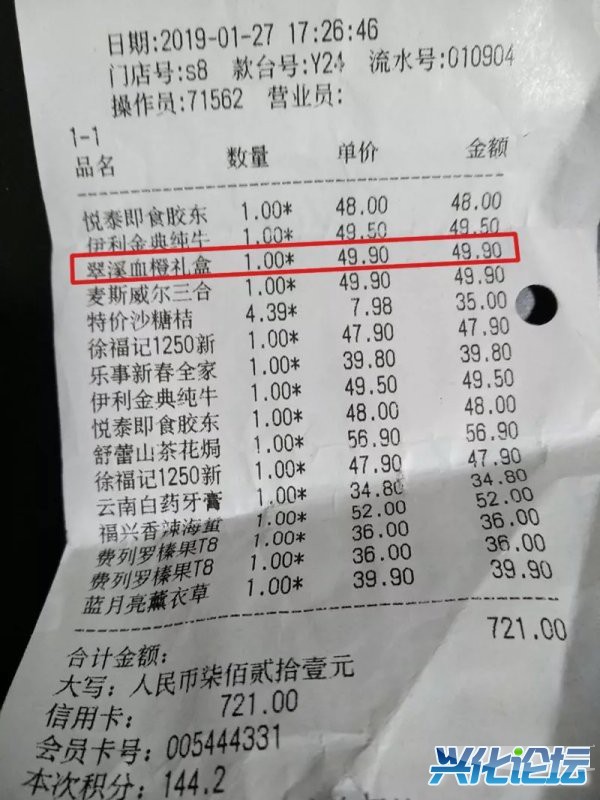 日期:2019-01-27 17:26:46
门店号:s8 款台号:Y24 流水号:010904
操作员:71562 营业员:
1-1
品名 数量 单价 金额
悦泰即食胶东 1.00* 48.00 48.00
伊利金典纯牛 1.00* 49.50 49.50
翠溪血橙礼盒 1.00* 49.90 49.90
麦斯威尔三合 1.00* 49.90 49.90
特价沙糖桔 4.39* 7.98 35.00
徐福记1250新 1.00* 47.90 47.90
乐事新春全家 1.00* 39.80 39.80
伊利金典纯牛 1.00* 49.50 49.50
悦泰即食胶东 1.00* 48.00 48.00
舒蕾山茶花焗 1.00* 56.90 56.90
徐福记1250新 1.00* 47.90 47.90
云南白药牙膏 1.00* 34.80 34.80
福兴香辣海蜇 1.00* 52.00 52.00
费列罗榛果T8 1.00* 36.00 36.00
费列罗榛果T8 1.00* 36.00 36.00
蓝月亮薰衣草 1.00* 39.90 39.90
合计金额: 721.00
大写: 人民币柒佰贰拾壹元
信用卡: 721.00
会员卡号: 005444331
本次积分: 144.2
兴化论坛